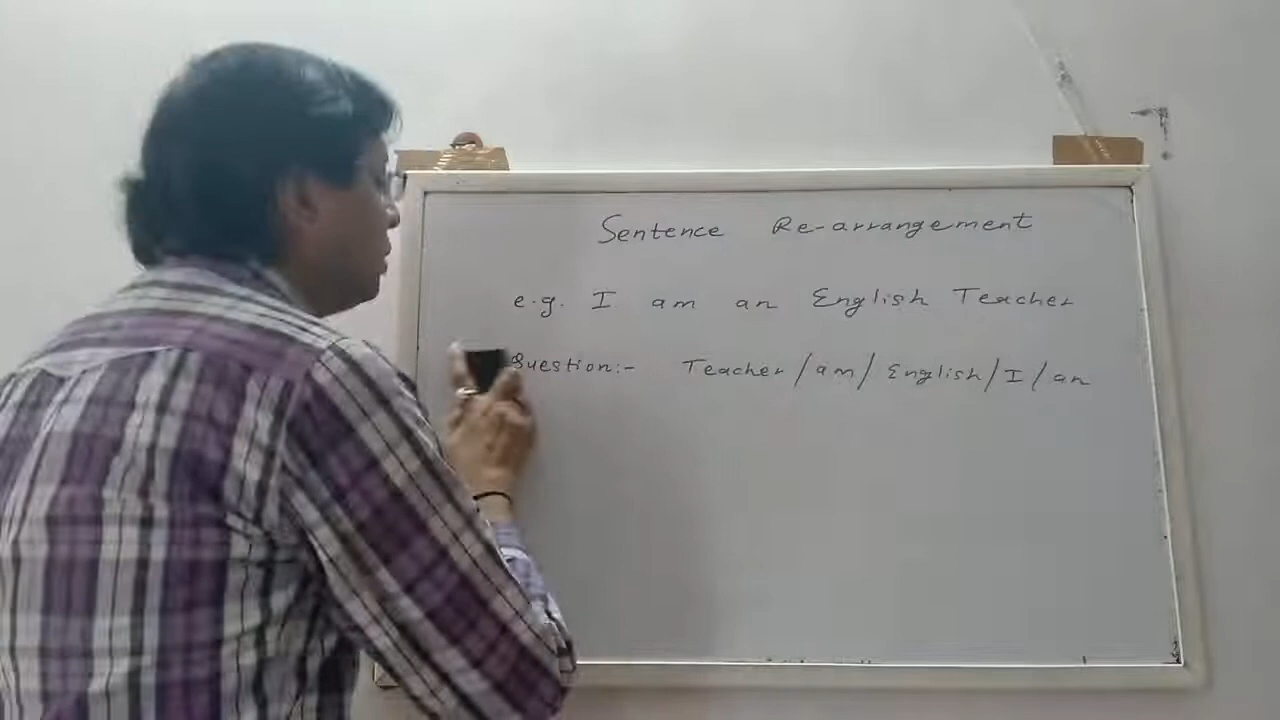 Sentence Re-arrangement
e.g. I am an English Teacher
Question:- Teacher/am/English/I/an